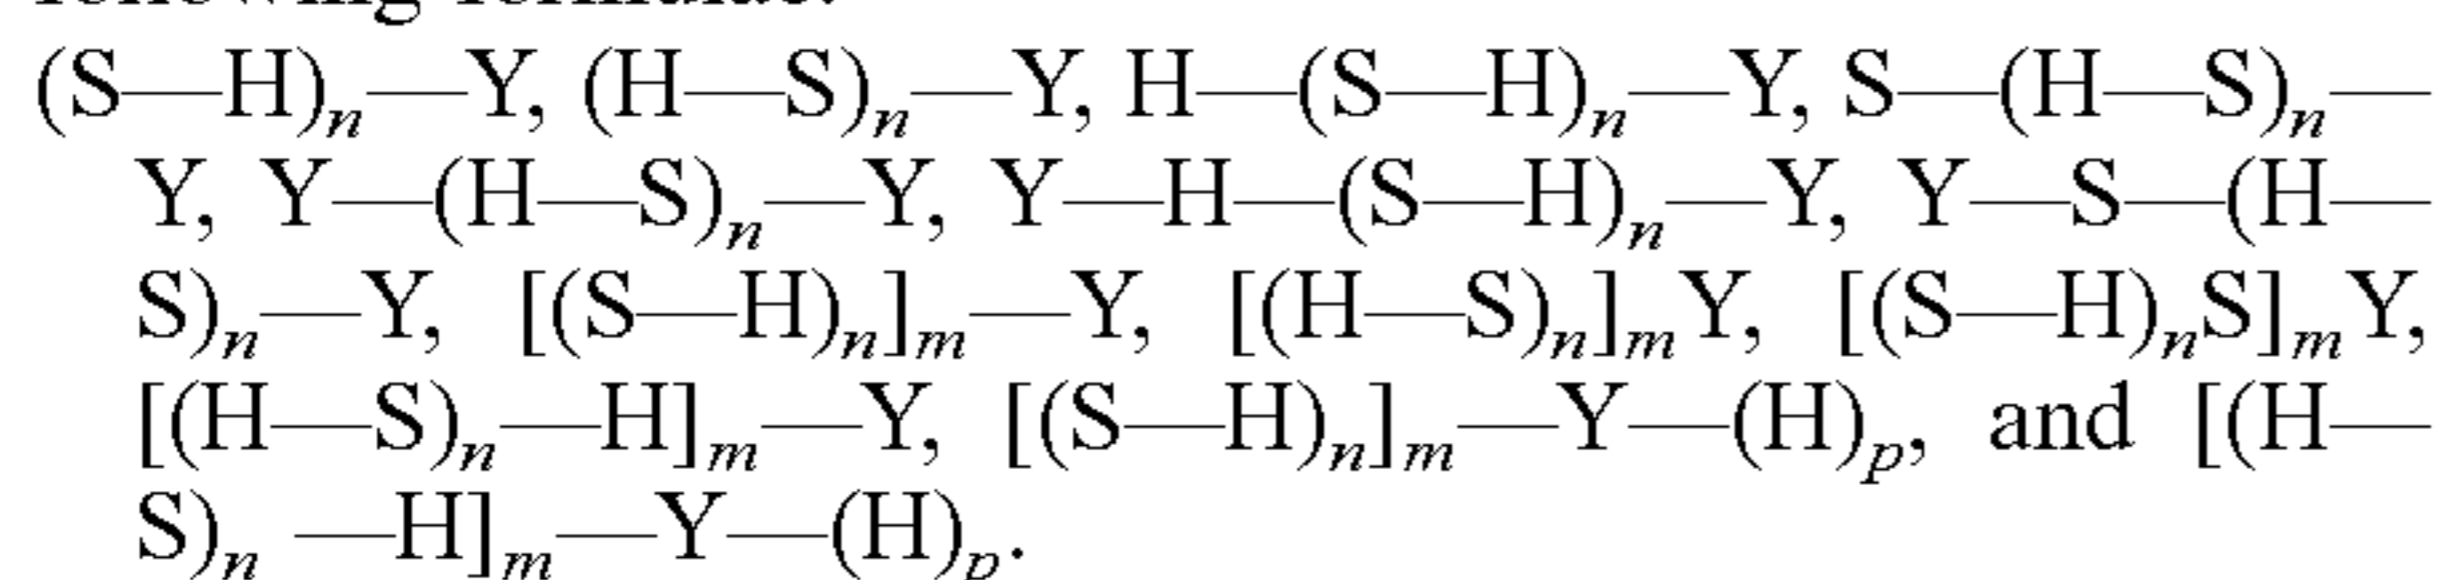 (S—H)n—Y, (H—S)n—Y, H—(S—H)n—Y, S—(H—S)n—
Y, Y—(H—S)n—Y, Y—H—(S—H)n—Y, Y—S—(H—
S)n—Y, [(S—H)n]m—Y, [(H—S)n]mY, [(S—H)nS]mY,
[(H—S)n—H]m—Y, [(S—H)n]m—Y—(H)p, and [(H—
S)n —H]m—Y—(H)p.